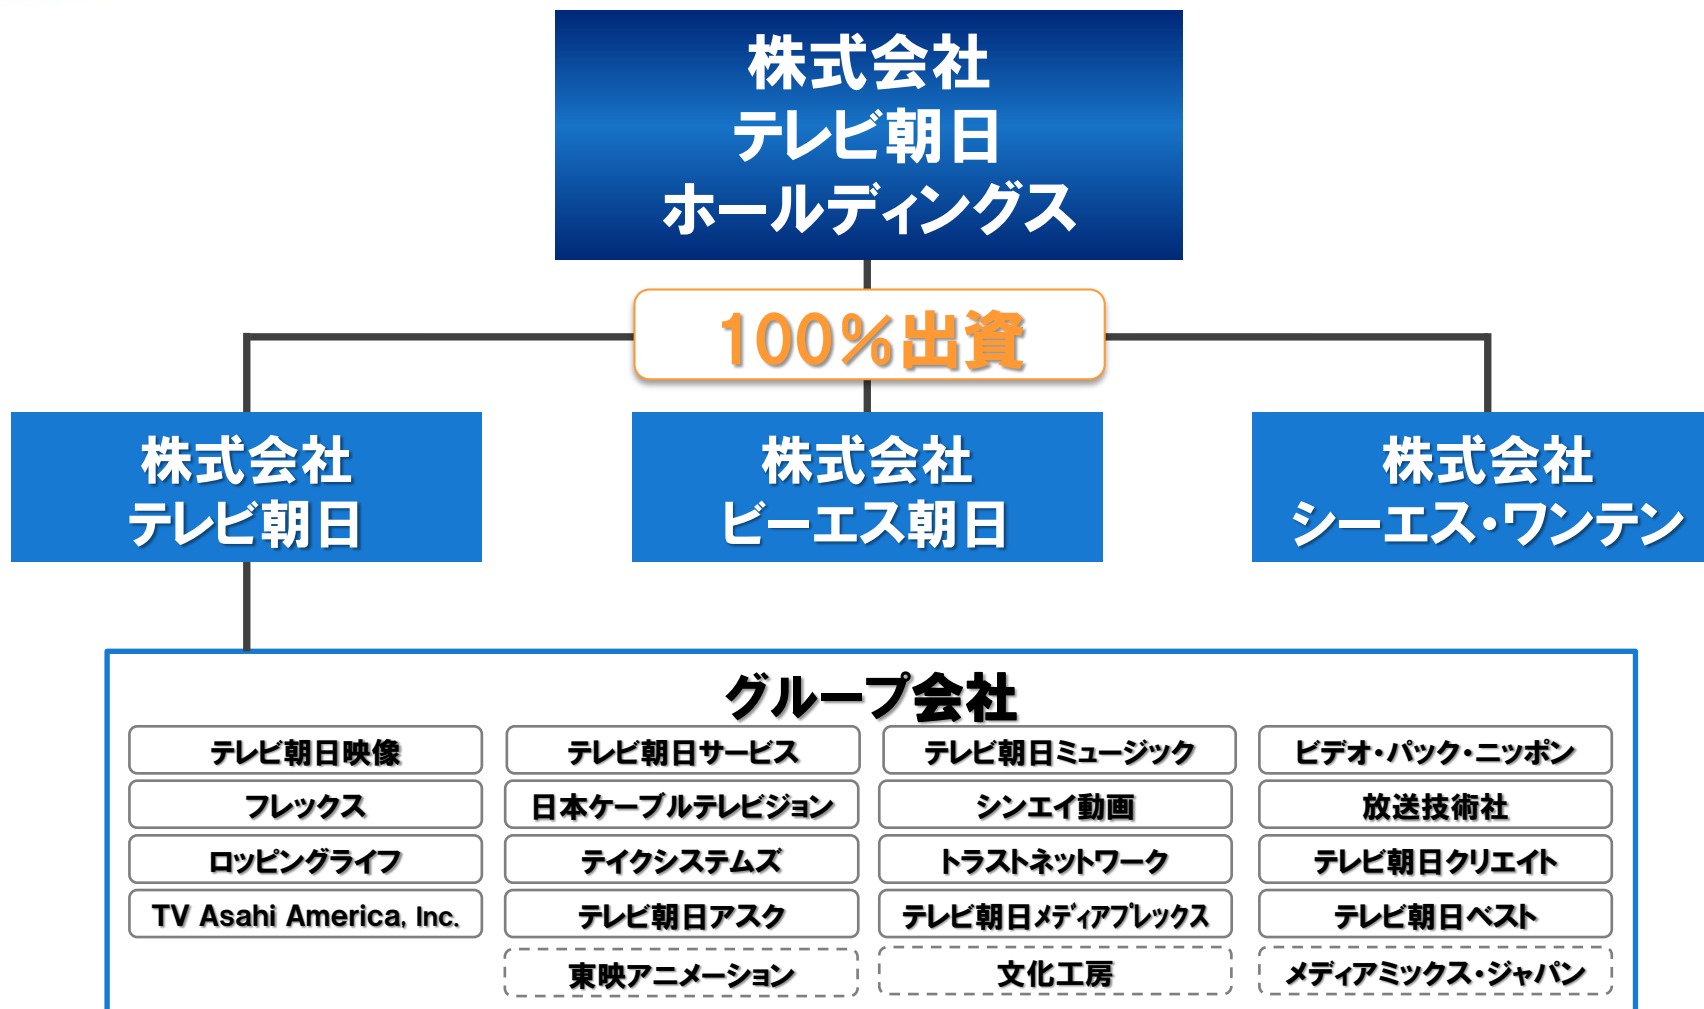 株式会社
テレビ朝日
ホールディングス
100%出資
株式会社
テレビ朝日
株式会社
ビーエス朝日
株式会社
シーエス・ワンテン
グループ会社
テレビ朝日映像
テレビ朝日サービス
テレビ朝日ミュージック
ビデオ・パック・ニッポン
フレックス
日本ケーブルテレビジョン
シンエイ動画
放送技術社
ロッピングライフ
テイクシステムズ
トラストネットワーク
テレビ朝日クリエイト
TV Asahi America, Inc.
テレビ朝日アスク
テレビ朝日メディアプレックス
テレビ朝日ベスト
東映アニメーション
文化工房
メディアミックス・ジャパン